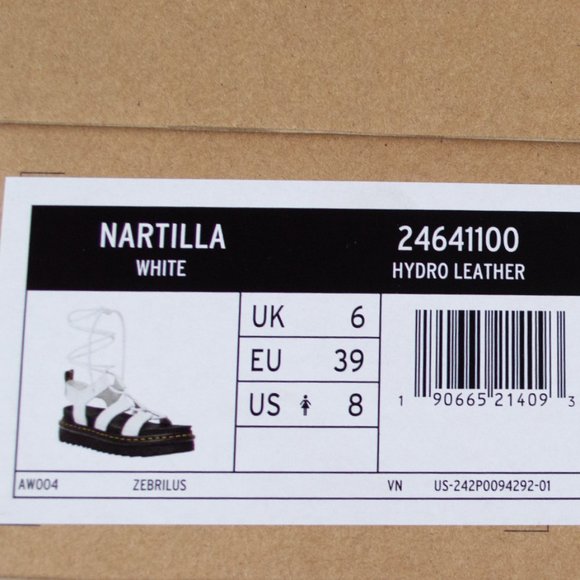 NARTILLA
WHITE
24641100
HYDRO LEATHER
UK 6
EU 39
US 8
1 90665 21409 3
AW004 ZEBRILUS VN US-242P0094292-01